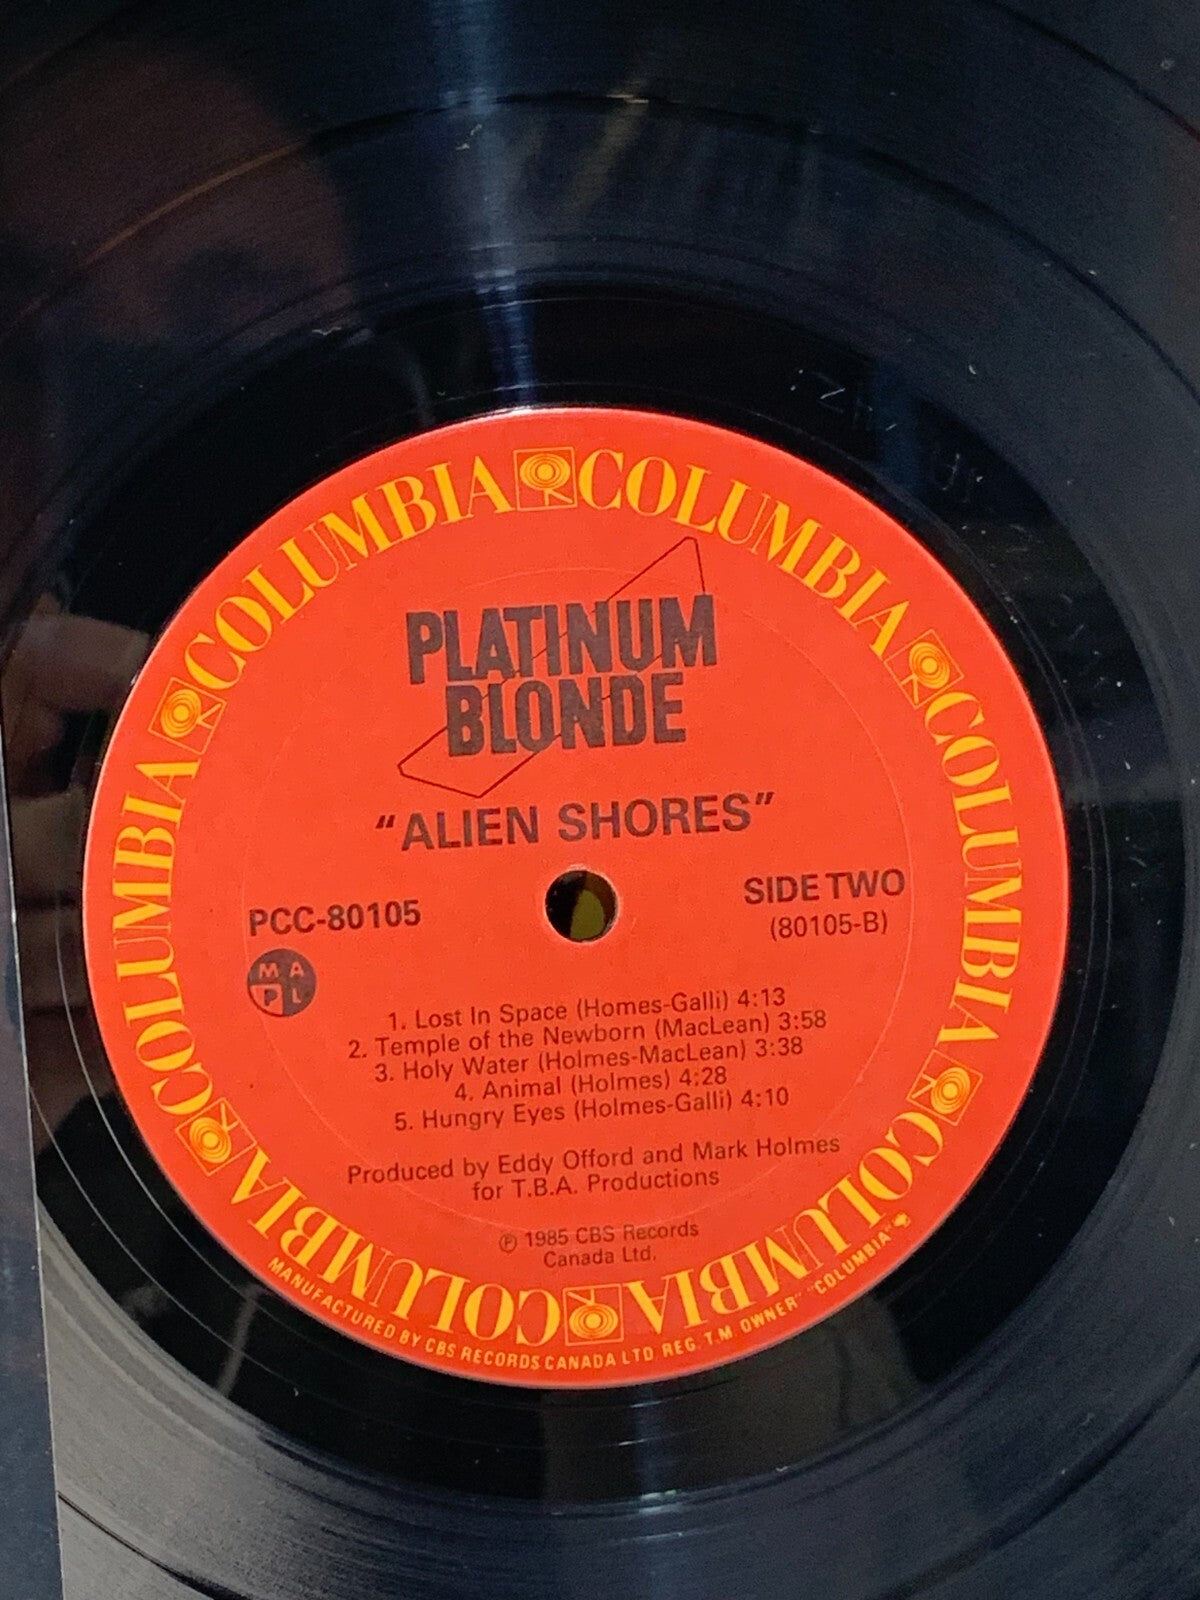 COLUMBIA COLUMBIA COLUMBIA COLUMBIA COLUMBIA COLUMBIA
PLATINUM
BLONDE
"ALIEN SHORES"
PCC-80105
SIDE TWO
(80105-B)
M A
P L
1. Lost In Space (Homes-Galli) 4:13
2. Temple of the Newborn (MacLean) 3:58
3. Holy Water (Holmes-MacLean) 3:38
4. Animal (Holmes) 4:28
5. Hungry Eyes (Holmes-Galli) 4:10
Produced by Eddy Offord and Mark Holmes
for T.B.A. Productions
℗ 1985 CBS Records
Canada Ltd.
MANUFACTURED BY CBS RECORDS CANADA LTD. REG. T.M. OWNER "COLUMBIA"